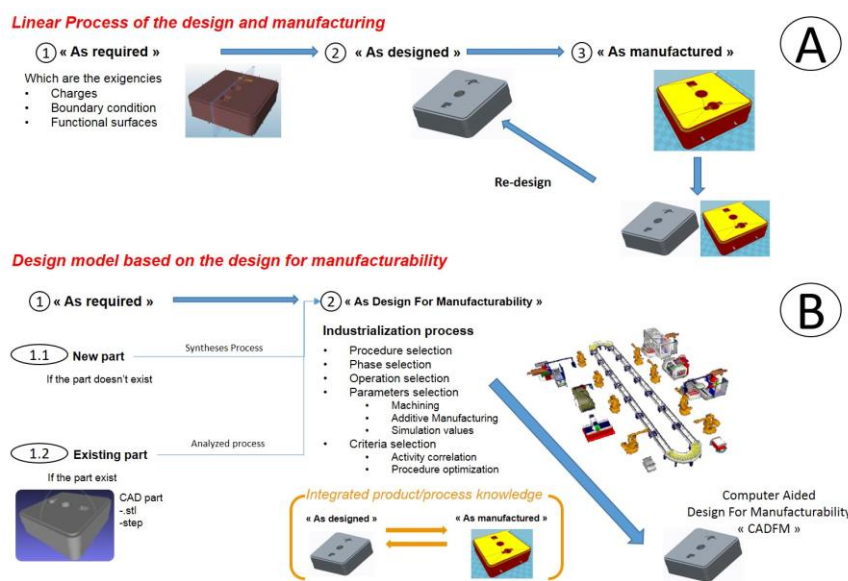 Linear Process of the design and manufacturing
A
1 « As required »
2 « As designed »
3 « As manufactured »
Which are the exigencies
• Charges
• Boundary condition
• Functional surfaces
Re-design
Design model based on the design for manufacturability
B
1 « As required »
2 « As Design For Manufacturability »
1.1 New part
Syntheses Process
If the part doesn't exist
Industrialization process
• Procedure selection
• Phase selection
• Operation selection
• Parameters selection
• Machining
• Additive Manufacturing
• Simulation values
• Criteria selection
• Activity correlation
• Procedure optimization
1.2 Existing part
Analyzed process
If the part exist
CAD part
-.stl
-step
Integrated product/process knowledge
« As designed »
« As manufactured »
Computer Aided
Design For Manufacturability
« CADFM »